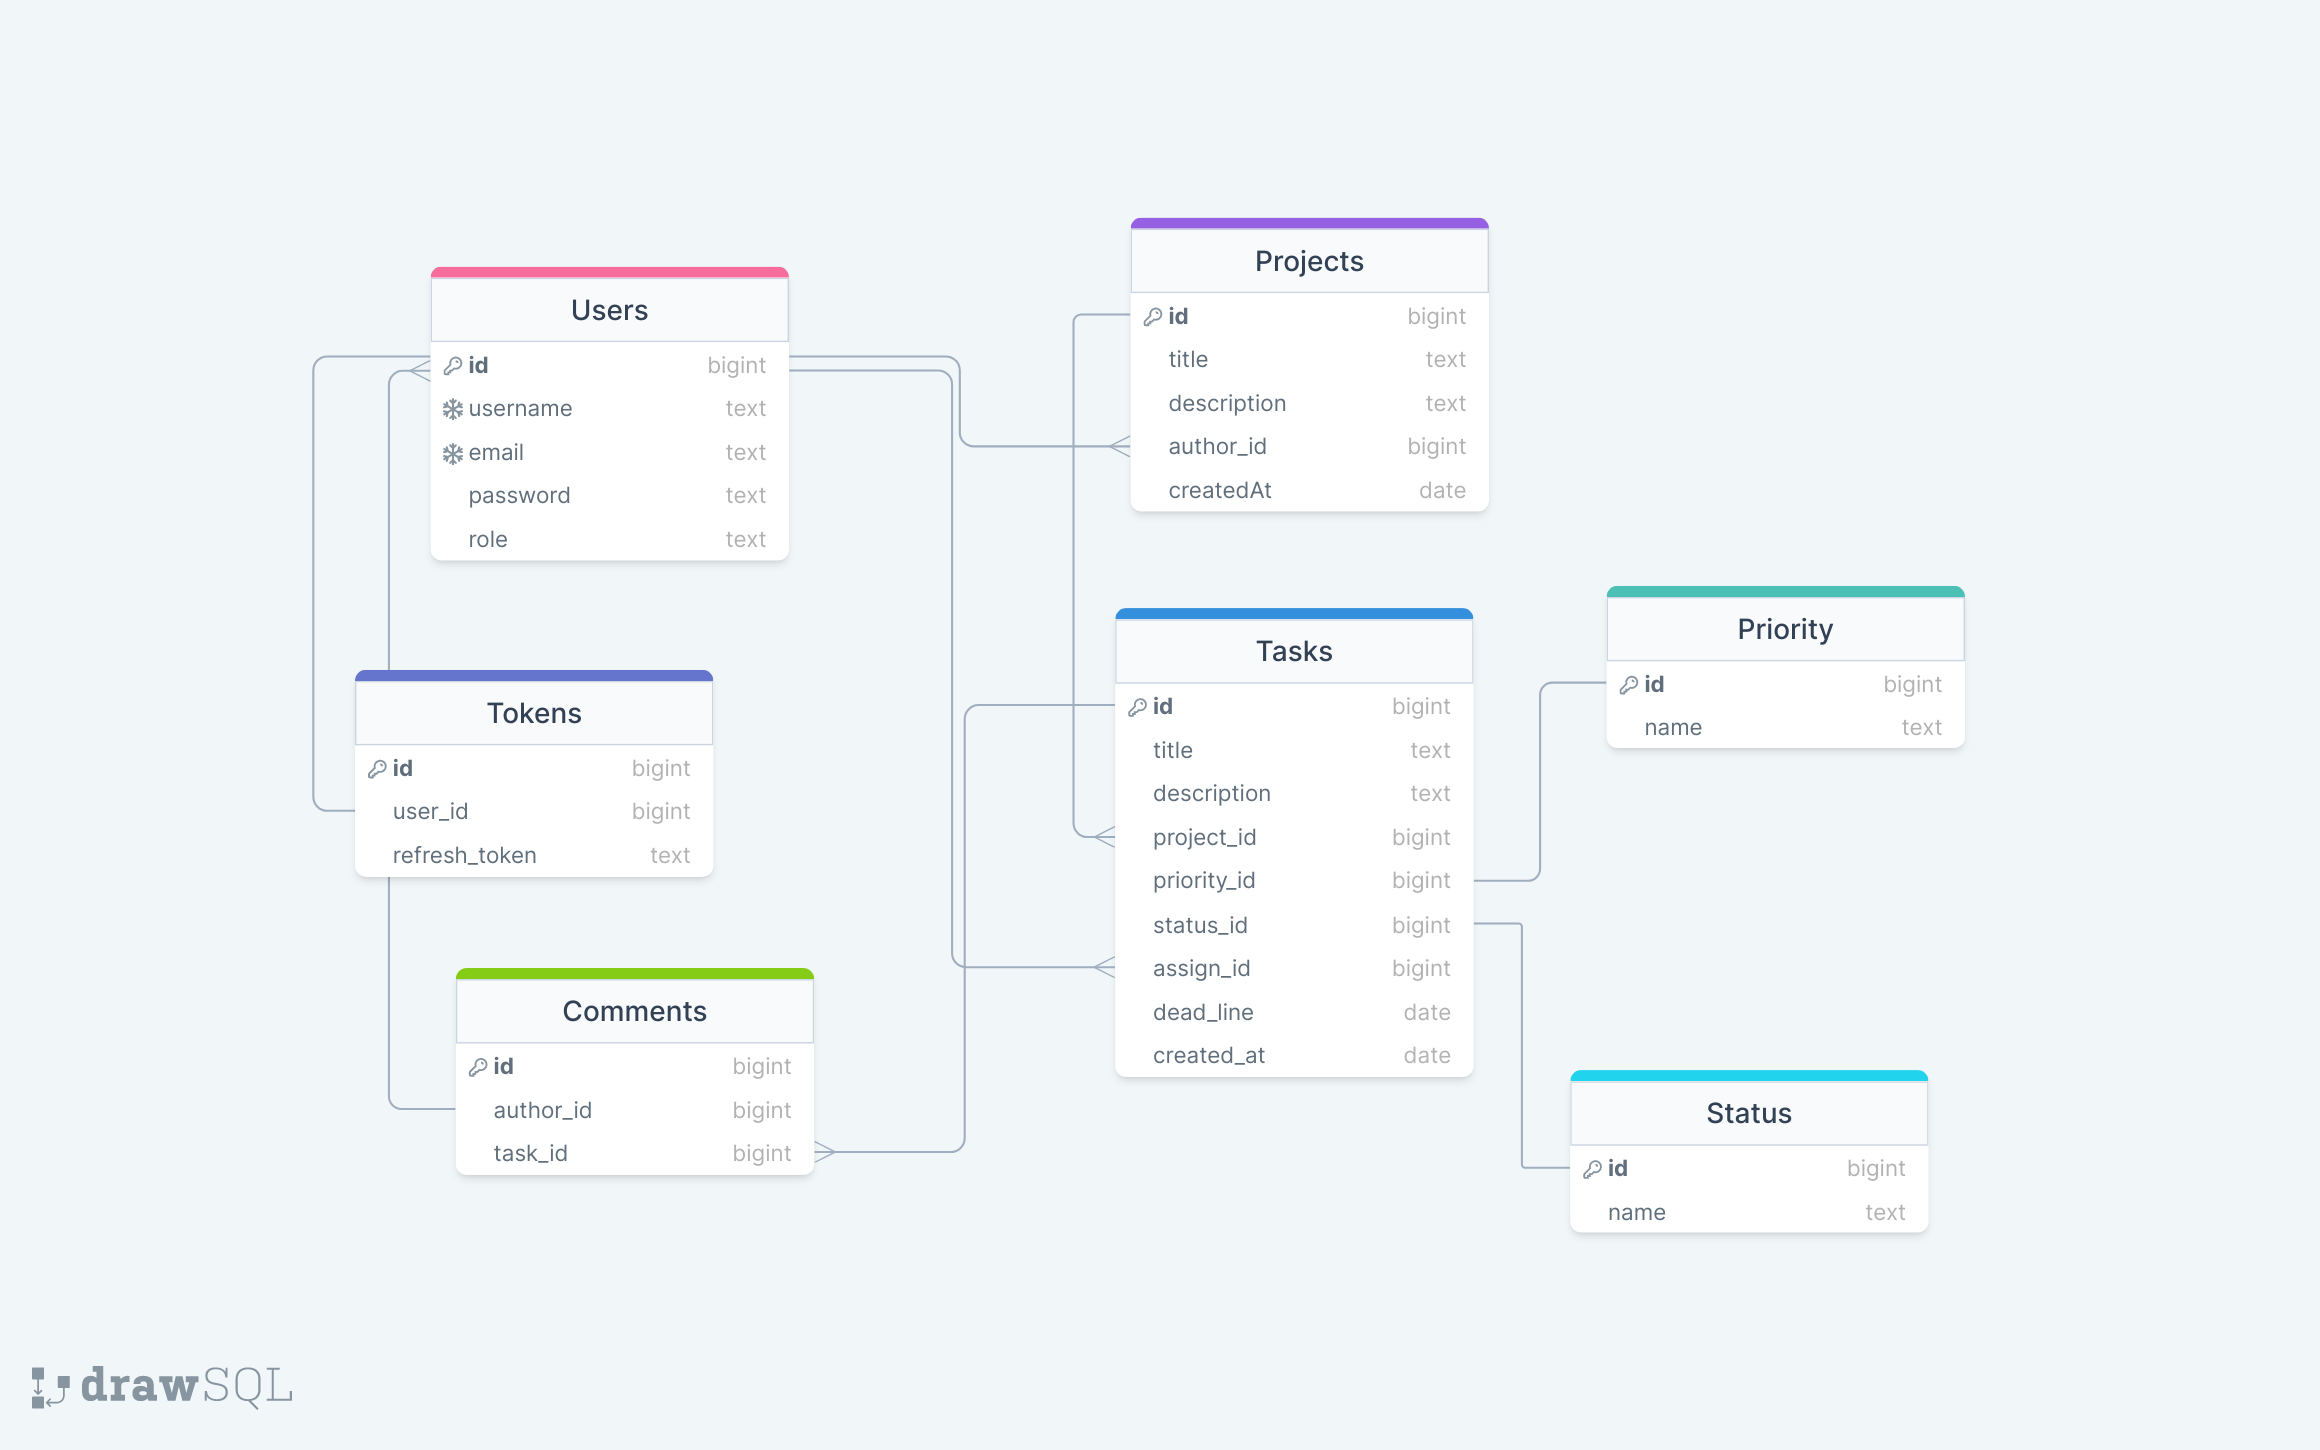 Users
id bigint
username text
email text
password text
role text
Projects
id bigint
title text
description text
author_id bigint
createdAt date
Tokens
id bigint
user_id bigint
refresh_token text
Tasks
id bigint
title text
description text
project_id bigint
priority_id bigint
status_id bigint
assign_id bigint
dead_line date
created_at date
Priority
id bigint
name text
Comments
id bigint
author_id bigint
task_id bigint
Status
id bigint
name text
drawSQL